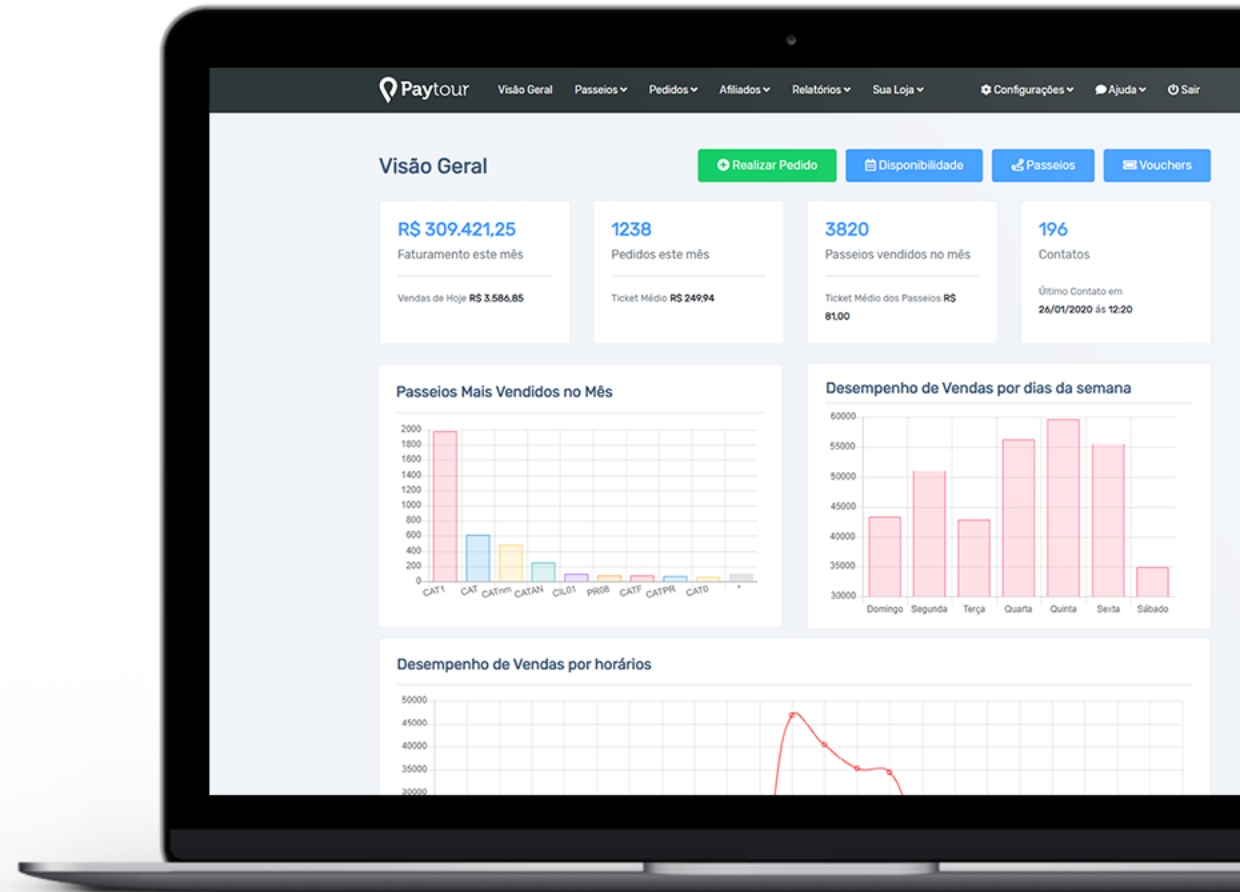 Paytour Visão Geral Passeios Pedidos Afiliados Relatórios Sua Loja Configurações Ajuda Sair
Visão Geral
Realizar Pedido Disponibilidade Passeios Vouchers
R$ 309.421,25
Faturamento este mês
Vendas de Hoje R$ 3.586,85
1238
Pedidos este mês
Ticket Médio R$ 249,94
3820
Passeios vendidos no mês
Ticket Médio dos Passeios R$
81,00
196
Contatos
Último Contato em
26/01/2020 ás 12:20
Passeios Mais Vendidos no Mês
2000
1800
1600
1400
1200
1000
800
600
400
200
0
CAT1 CAT CATnm CATAN CIL01 PR08 CATF CATPR CAT0 *
Desempenho de Vendas por dias da semana
60000
55000
50000
45000
40000
35000
30000
Domingo Segunda Terça Quarta Quinta Sexta Sábado
Desempenho de Vendas por horários
50000
45000
40000
35000
30000